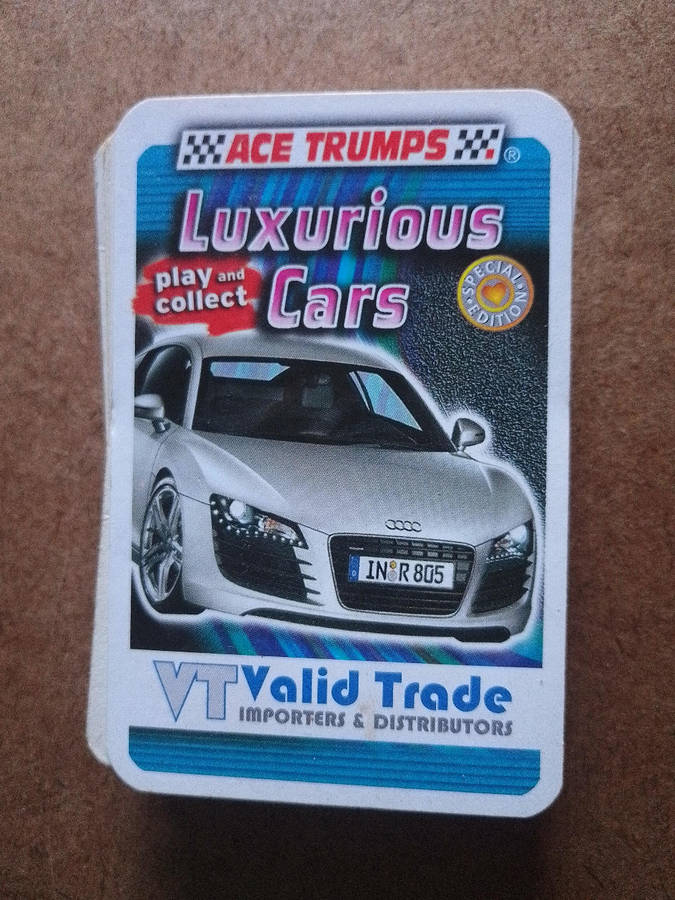 ACE TRUMPS ®
Luxurious
Cars
play and
collect
SPECIAL • EDITION •
IN R 805
VT Valid Trade
IMPORTERS & DISTRIBUTORS